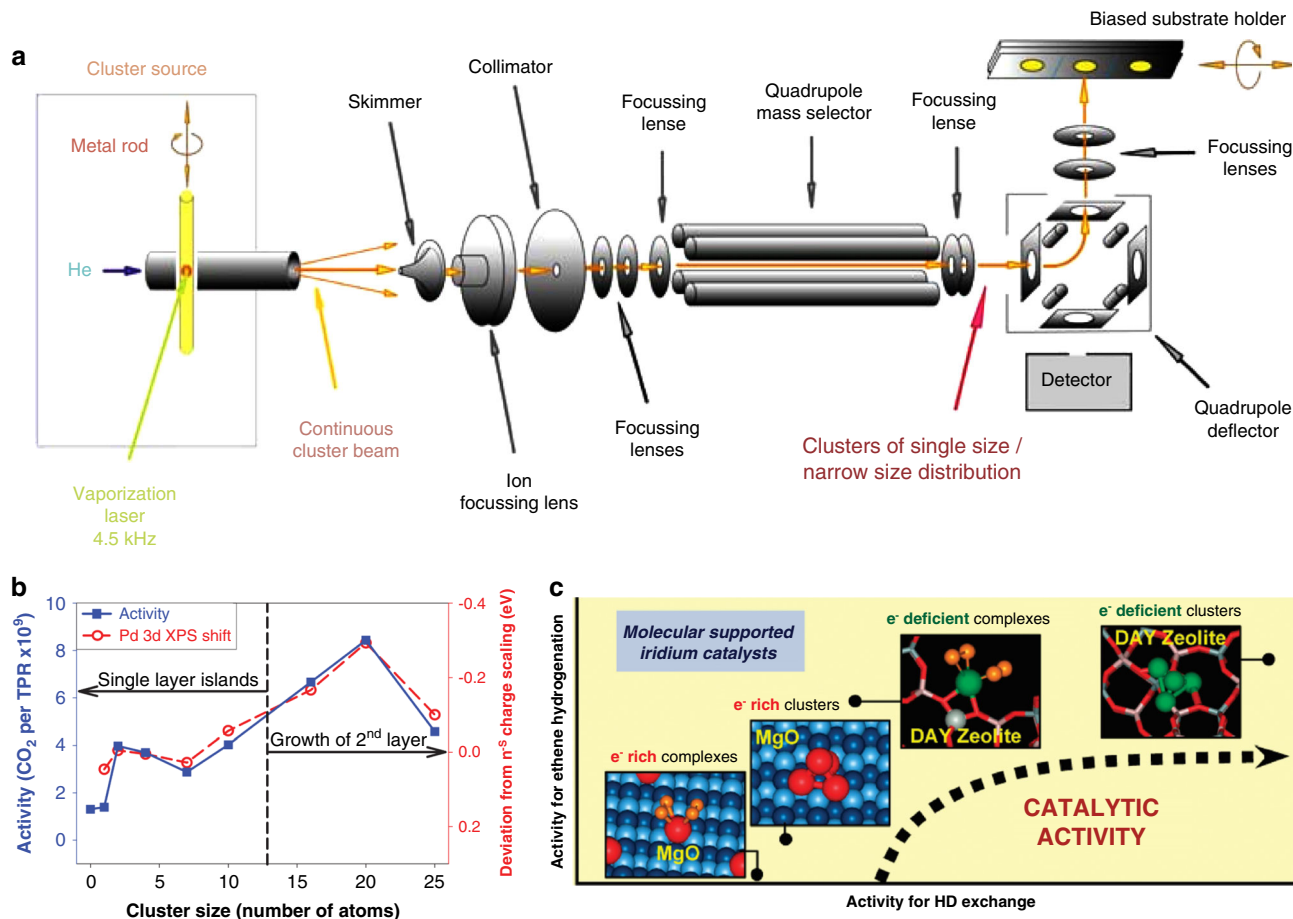 a
Cluster source
Metal rod
He
Vaporization
laser
4.5 kHz
Continuous
cluster beam
Skimmer
Collimator
Ion
focussing lens
Focussing
lenses
Focussing
lense
Quadrupole
mass selector
Focussing
lense
Clusters of single size /
narrow size distribution
Biased substrate holder
Focussing
lenses
Detector
Quadrupole
deflector
b
Activity (CO2 per TPR x10⁹)
10
8
6
4
2
0
Activity
Pd 3d XPS shift
Single layer islands
Growth of 2nd layer
-0.4
-0.2
0.0
0.2
Deviation from n-s charge scaling (eV)
0
5
10
15
20
25
Cluster size (number of atoms)
c
Activity for ethene hydrogenation
Molecular supported
iridium catalysts
e- rich complexes
MgO
e- rich clusters
MgO
e- deficient complexes
DAY Zeolite
e- deficient clusters
DAY Zeolite
CATALYTIC
ACTIVITY
Activity for HD exchange